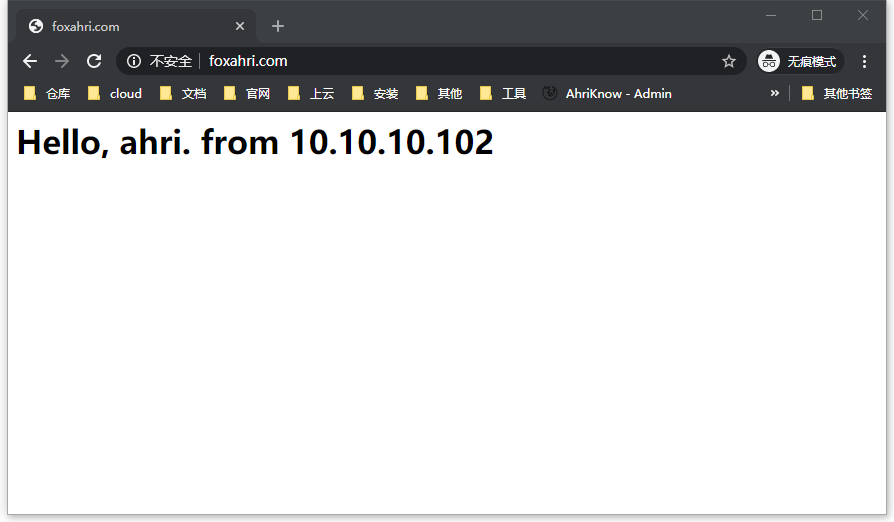 foxahri.com
不安全 foxahri.com 无痕模式
仓库 cloud 文档 官网 上云 安装 其他 工具 AhriKnow - Admin » 其他书签
Hello, ahri. from 10.10.10.102